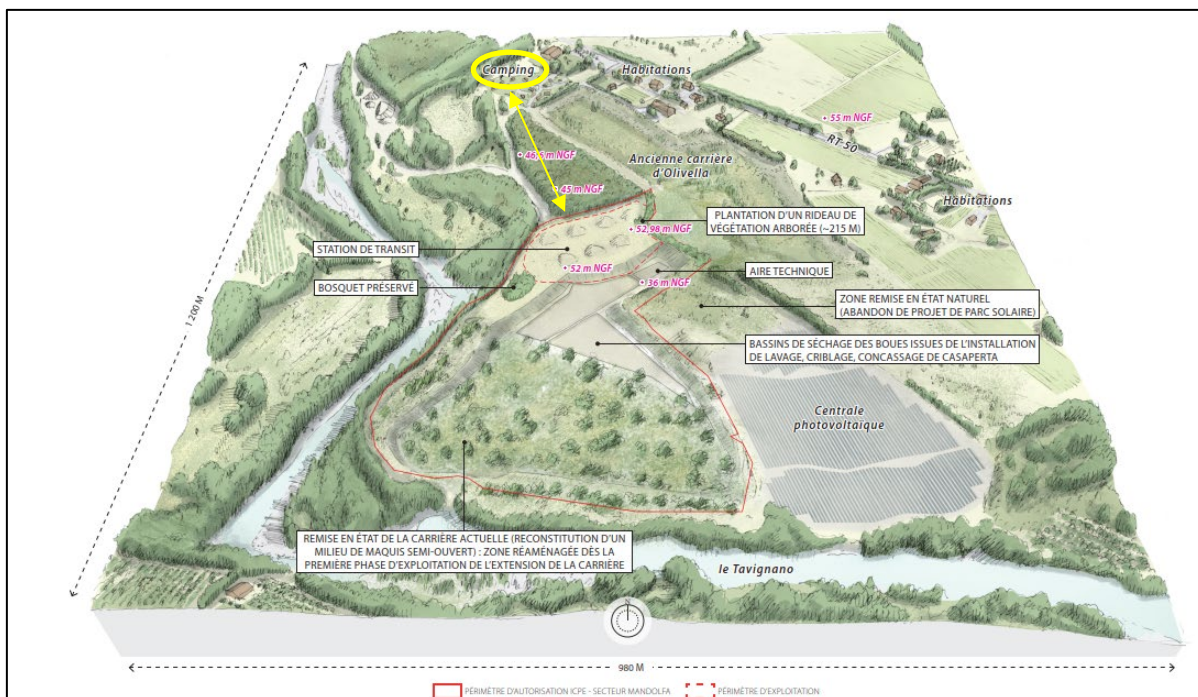 Camping
Habitations
+ 55 m NGF
RT-50
+ 46,5 m NGF
Ancienne carrière
d'Olivella
+ 45 m NGF
Habitations
PLANTATION D'UN RIDEAU DE
VÉGÉTATION ARBORÉE (~215 M)
+ 52,98 m NGF
STATION DE TRANSIT
+ 52 m NGF
AIRE TECHNIQUE
BOSQUET PRÉSERVÉ
+ 36 m NGF
ZONE REMISE EN ÉTAT NATUREL
(ABANDON DE PROJET DE PARC SOLAIRE)
1 200 M
BASSINS DE SÉCHAGE DES BOUES ISSUES DE L'INSTALLATION
DE LAVAGE, CRIBLAGE, CONCASSAGE DE CASAPERTA
Centrale
photovoltaïque
REMISE EN ÉTAT DE LA CARRIÈRE ACTUELLE (RECONSTITUTION D'UN
MILIEU DE MAQUIS SEMI-OUVERT) : ZONE RÉAMÉNAGÉE DÈS LA
PREMIÈRE PHASE D'EXPLOITATION DE L'EXTENSION DE LA CARRIÈRE
le Tavignano
N
980 M
PÉRIMÈTRE D'AUTORISATION ICPE - SECTEUR MANDOLFA
PÉRIMÈTRE D'EXPLOITATION